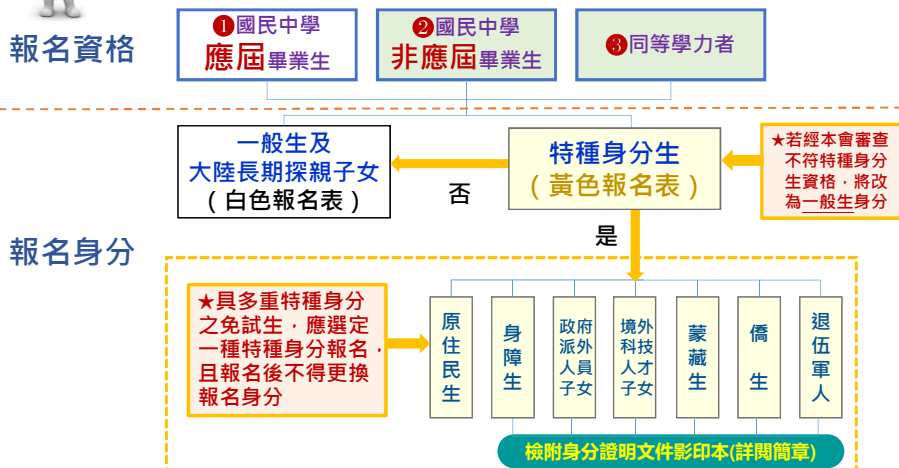 報名資格
❶國民中學
應屆畢業生
❷國民中學
非應屆畢業生
❸同等學力者
一般生及
大陸長期探親子女
(白色報名表)
否
特種身分生
(黃色報名表)
★若經本會審查
不符特種身分
生資格，將改
為一般生身分
是
報名身分
★具多重特種身分
之免試生，應選定
一種特種身分報名，
且報名後不得更換
報名身分
原住民生
身障生
政府派外人員子女
境外科技人才子女
蒙藏生
僑生
退伍軍人
檢附身分證明文件影印本(詳閱簡章)